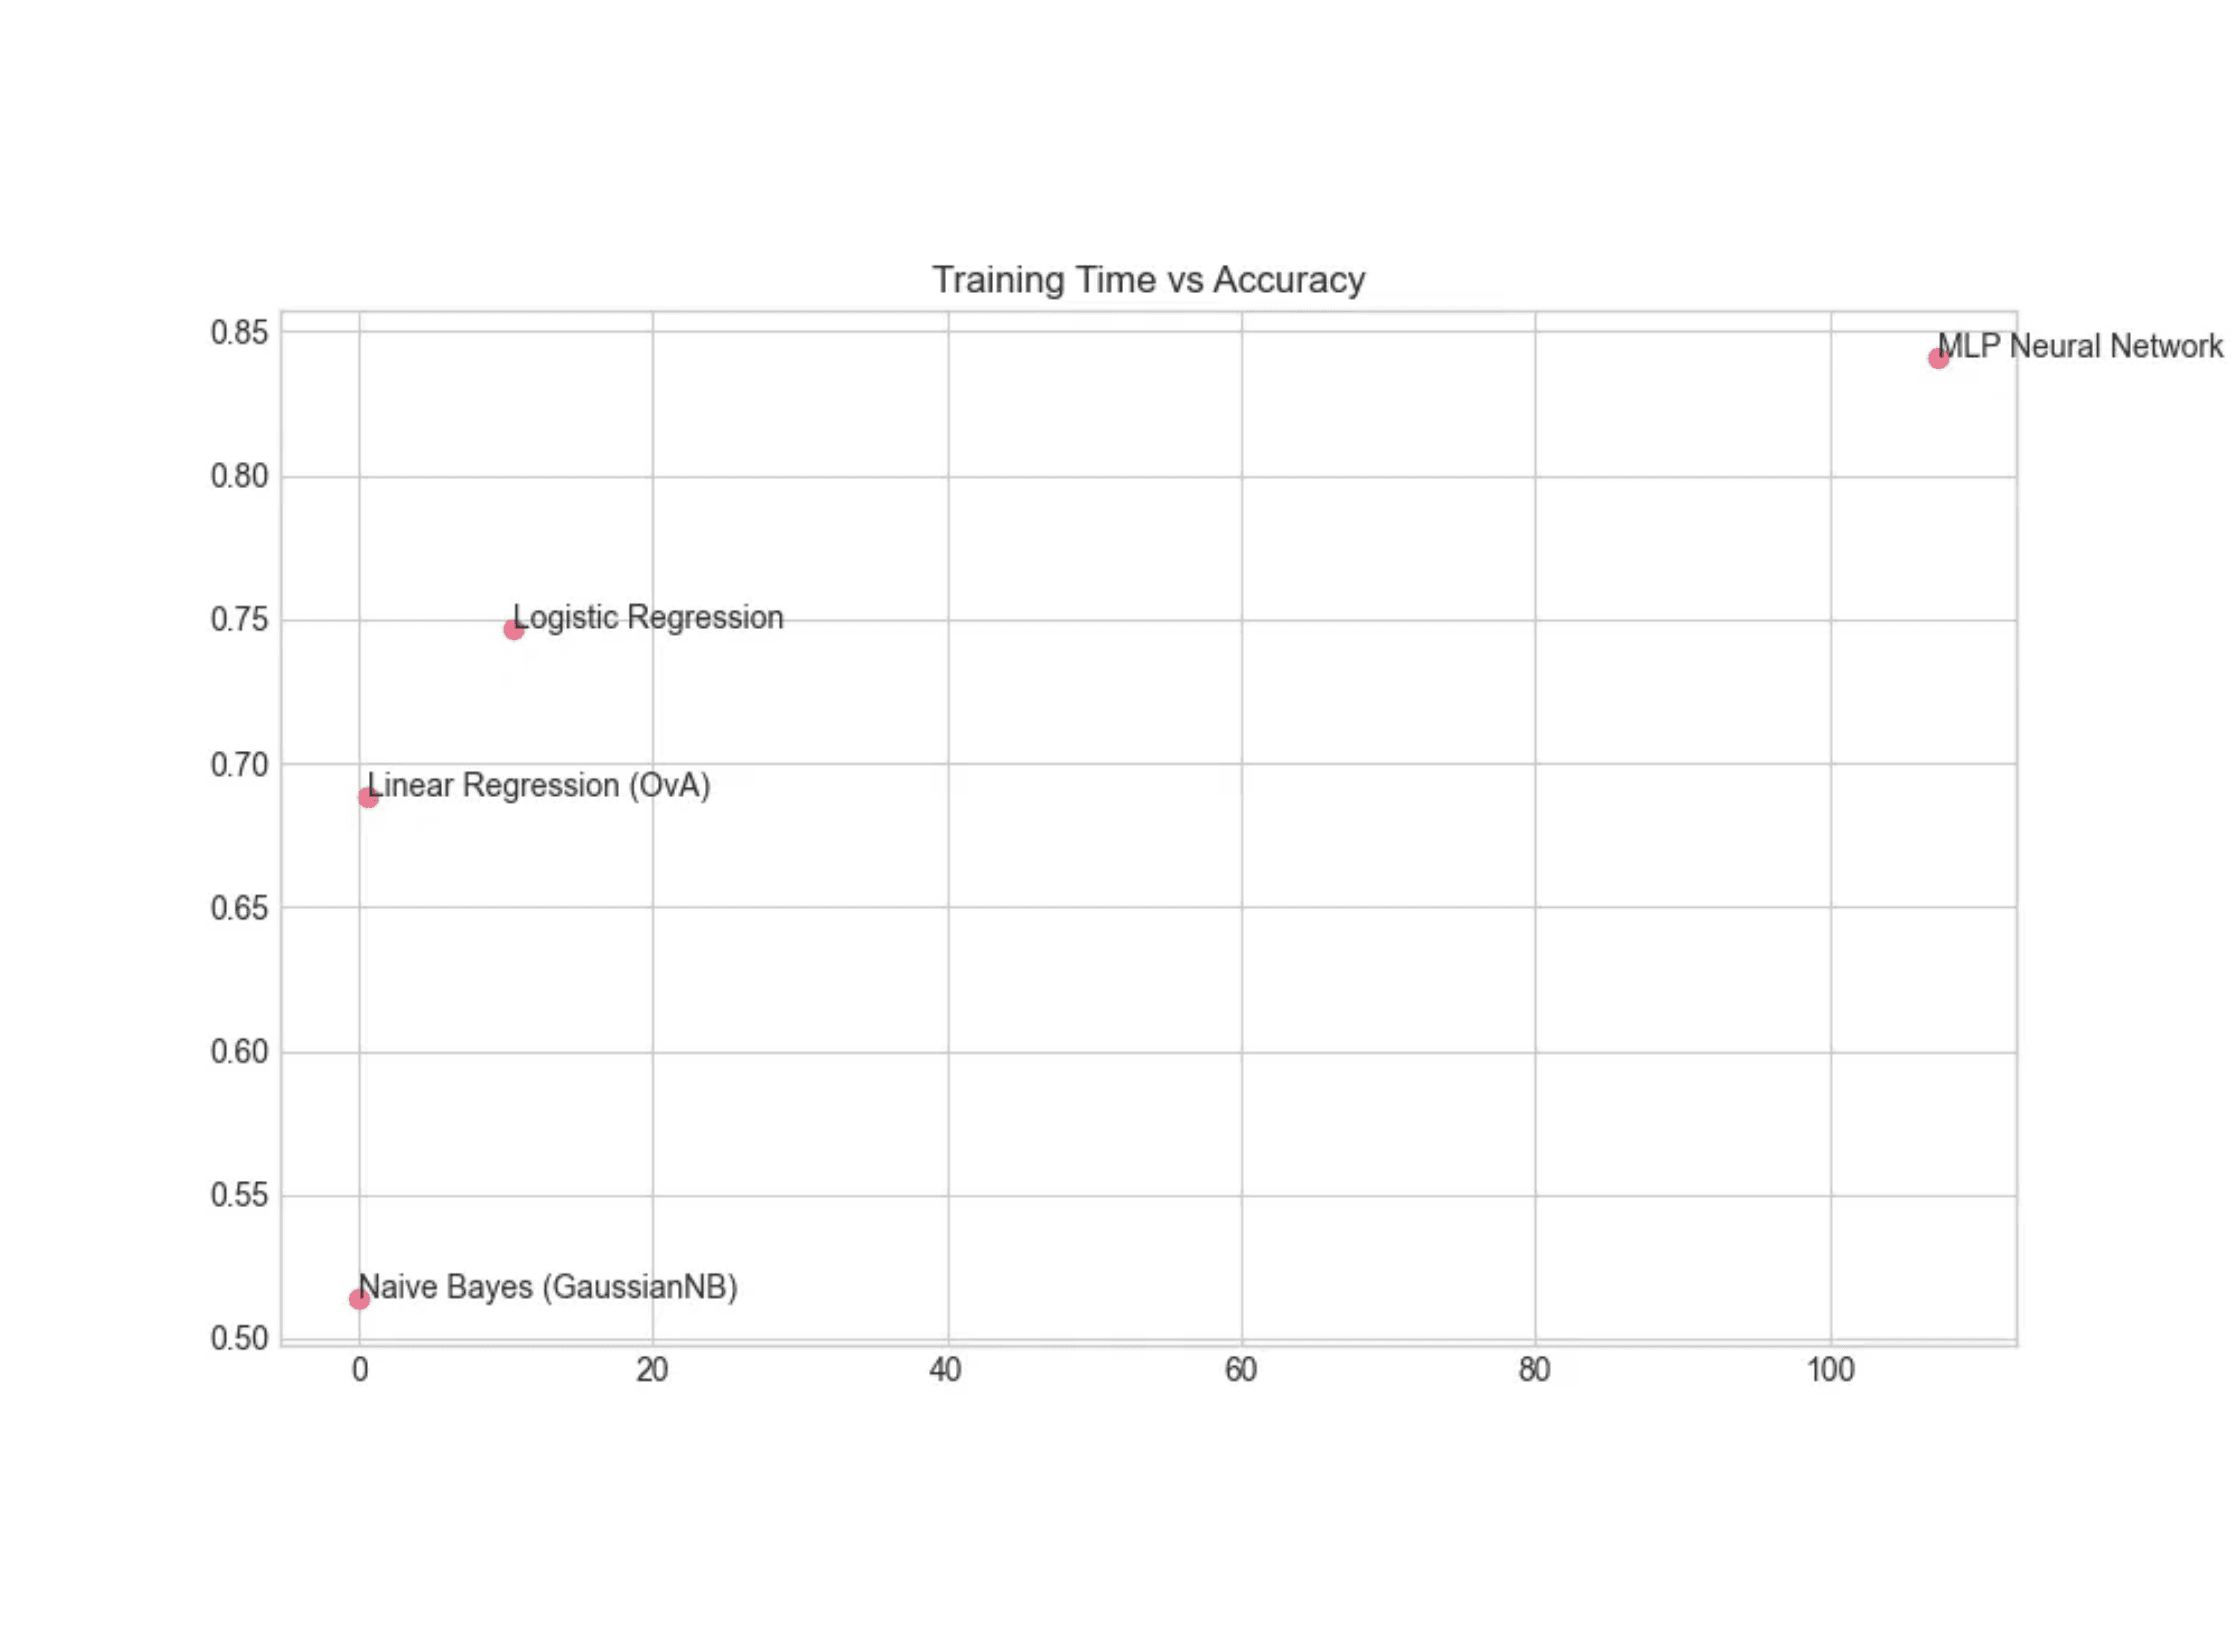 Training Time vs Accuracy
0.85
MLP Neural Network
0.80
0.75
Logistic Regression
0.70
Linear Regression (OvA)
0.65
0.60
0.55
Naive Bayes (GaussianNB)
0.50
0 20 40 60 80 100